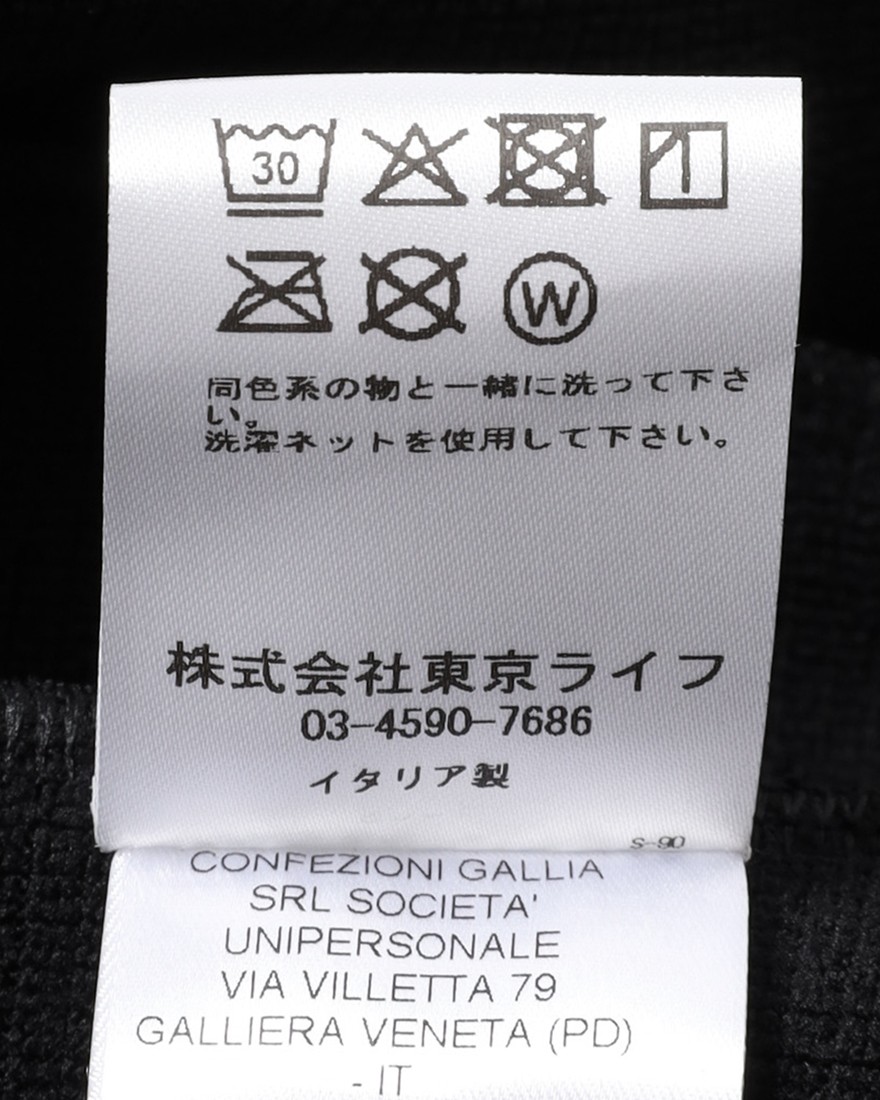 30
W
同色系の物と一緒に洗って下さ
い。
洗濯ネットを使用して下さい。
株式会社東京ライフ
03-4590-7686
イタリア製
S-90
CONFEZIONI GALLIA
SRL SOCIETA'
UNIPERSONALE
VIA VILLETTA 79
GALLIERA VENETA (PD)
- IT